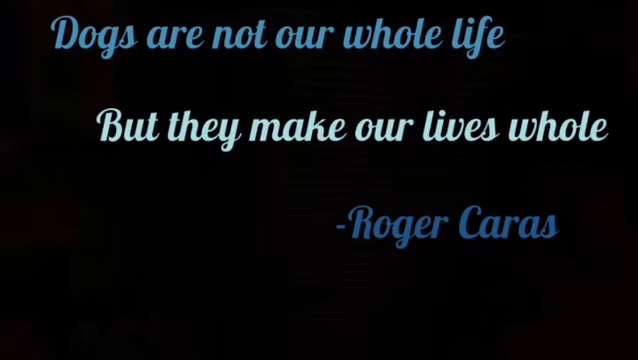 Dogs are not our whole life
But they make our lives whole
-Roger Caras